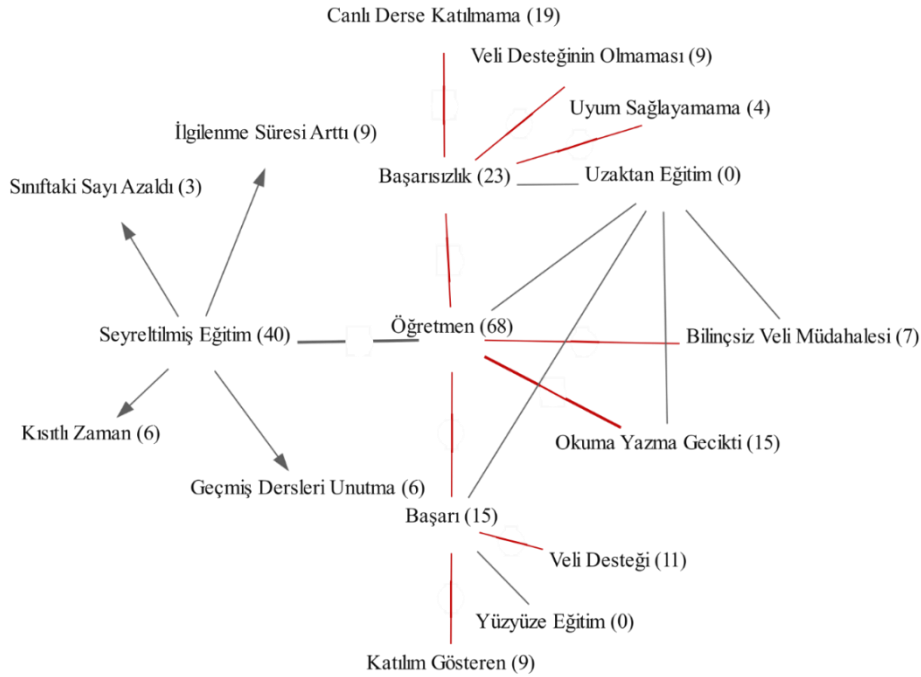 Canlı Derse Katılmama (19)
Veli Desteğinin Olmaması (9)
Uyum Sağlayamama (4)
İlgilenme Süresi Arttı (9)
Başarısızlık (23)
Uzaktan Eğitim (0)
Sınıftaki Sayı Azaldı (3)
Öğretmen (68)
Seyreltilmiş Eğitim (40)
Bilinçsiz Veli Müdahalesi (7)
Kısıtlı Zaman (6)
Okuma Yazma Gecikti (15)
Geçmiş Dersleri Unutma (6)
Başarı (15)
Veli Desteği (11)
Yüzyüze Eğitim (0)
Katılım Gösteren (9)